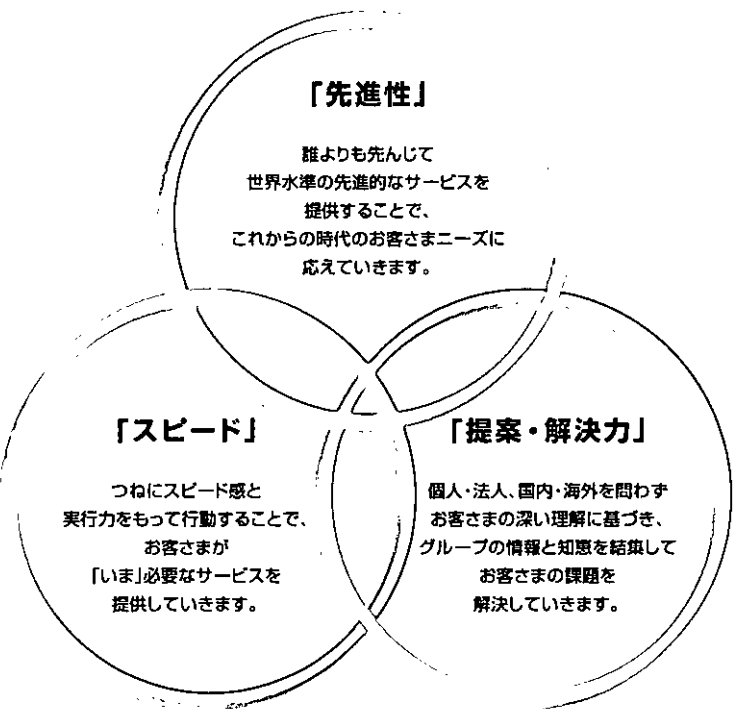 「先進性」
誰よりも先んじて
世界水準の先進的なサービスを
提供することで、
これからの時代のお客さまニーズに
応えていきます。
「スピード」
つねにスピード感と
実行力をもって行動することで、
お客さまが
「いま」必要なサービスを
提供していきます。
「提案・解決力」
個人・法人、国内・海外を問わず
お客さまの深い理解に基づき、
グループの情報と知恵を結集して
お客さまの課題を
解決していきます。